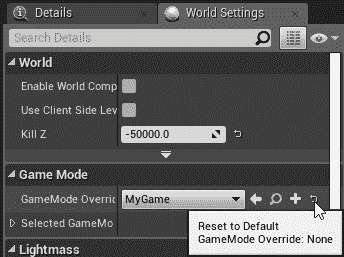 Details
World Settings
Search Details
World
Enable World Comp
Use Client Side Lev
Kill Z
-50000.0
Game Mode
GameMode Overric
MyGame
Selected GameMo
Reset to Default
GameMode Override: None
Lightmass